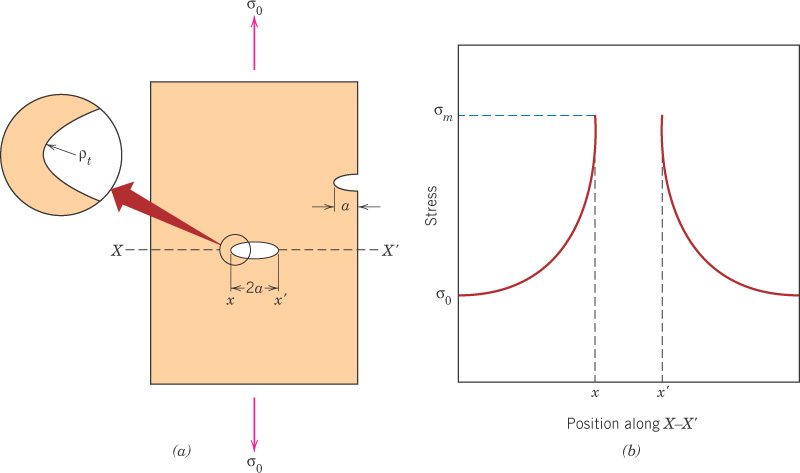 σ₀
ρₜ
a
X
X′
2a
x
x′
σ₀
(a)
Stress
σₘ
σ₀
x
x′
Position along X–X′
(b)